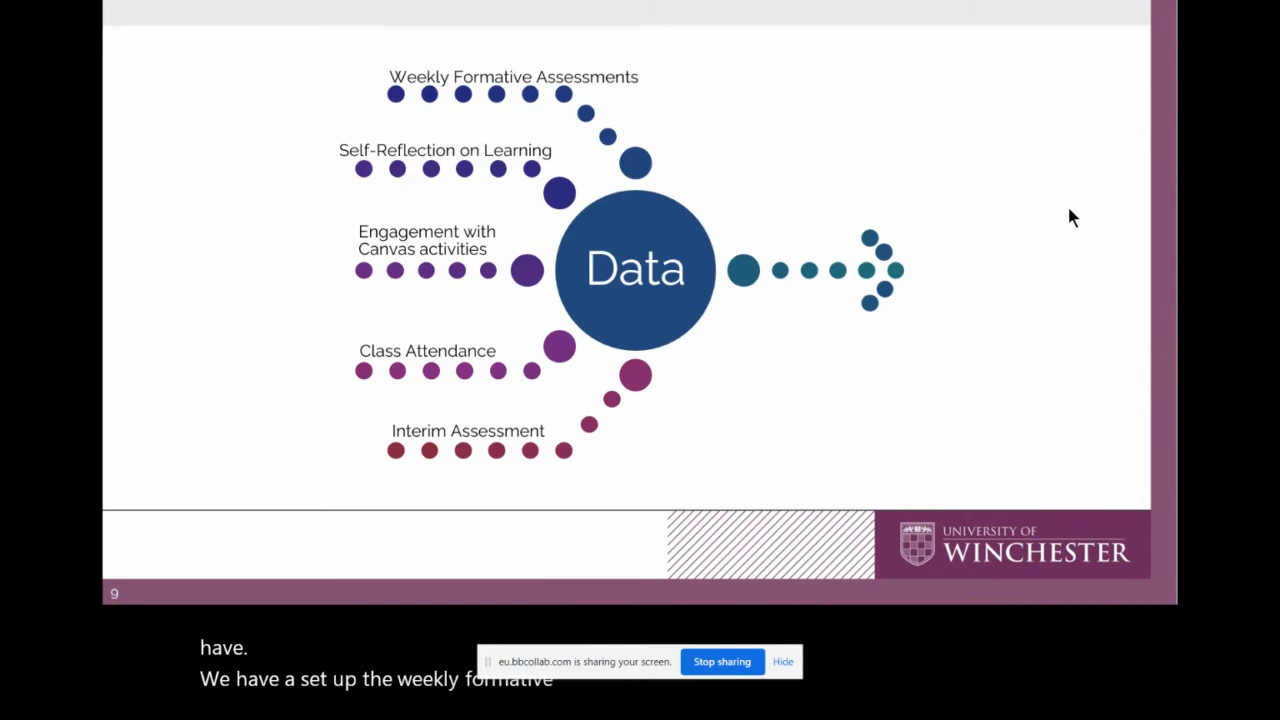 Weekly Formative Assessments
Self-Reflection on Learning
Engagement with
Canvas activities
Data
Class Attendance
Interim Assessment
UNIVERSITY OF
WINCHESTER
9
have.
We have a set up the weekly formative
eu.bbcollab.com is sharing your screen.
Stop sharing
Hide